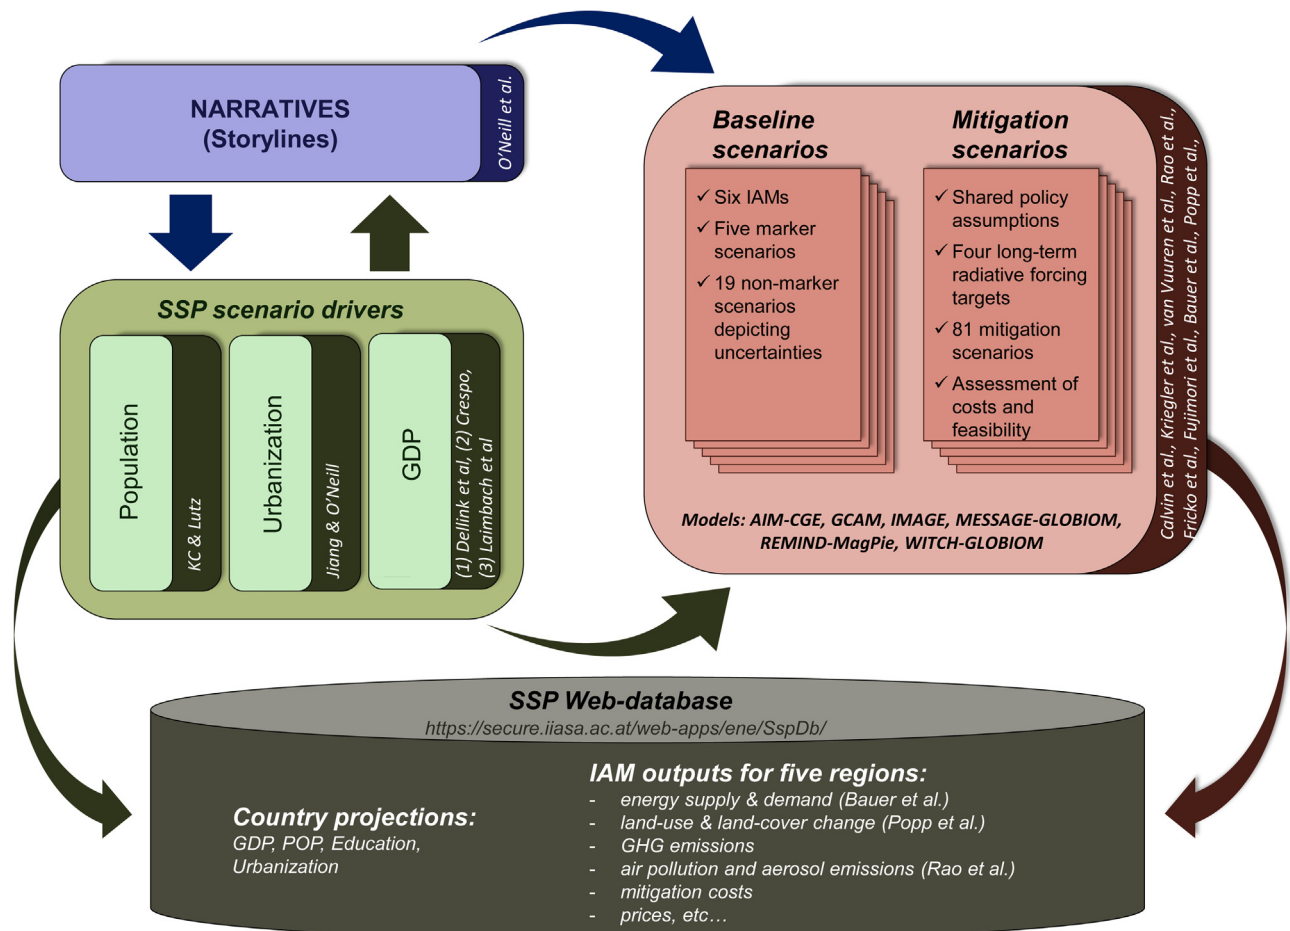 NARRATIVES
(Storylines)
O'Neill et al.
SSP scenario drivers
Population
KC & Lutz
Urbanization
Jiang & O'Neill
GDP
(1) Dellink et al, (2) Crespo,
(3) Laimbach et al
Baseline
scenarios
✓ Six IAMs
✓ Five marker
scenarios
✓ 19 non-marker
scenarios
depicting
uncertainties
Mitigation
scenarios
✓ Shared policy
assumptions
✓ Four long-term
radiative forcing
targets
✓ 81 mitigation
scenarios
✓ Assessment of
costs and
feasibility
Models: AIM-CGE, GCAM, IMAGE, MESSAGE-GLOBIOM,
REMIND-MagPie, WITCH-GLOBIOM
Calvin et al., Kriegler et al., van Vuuren et al., Rao et al.,
Fricko et al., Fujimori et al., Bauer et al., Popp et al.,
SSP Web-database
https://secure.iiasa.ac.at/web-apps/ene/SspDb/
Country projections:
GDP, POP, Education,
Urbanization
IAM outputs for five regions:
- energy supply & demand (Bauer et al.)
- land-use & land-cover change (Popp et al.)
- GHG emissions
- air pollution and aerosol emissions (Rao et al.)
- mitigation costs
- prices, etc…